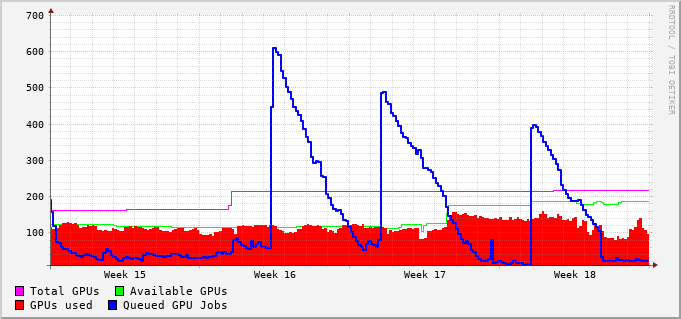 700
600
500
400
300
200
100
Week 15 Week 16 Week 17 Week 18
Total GPUs Available GPUs
GPUs used Queued GPU Jobs
RRDTOOL / TOBI OETIKER